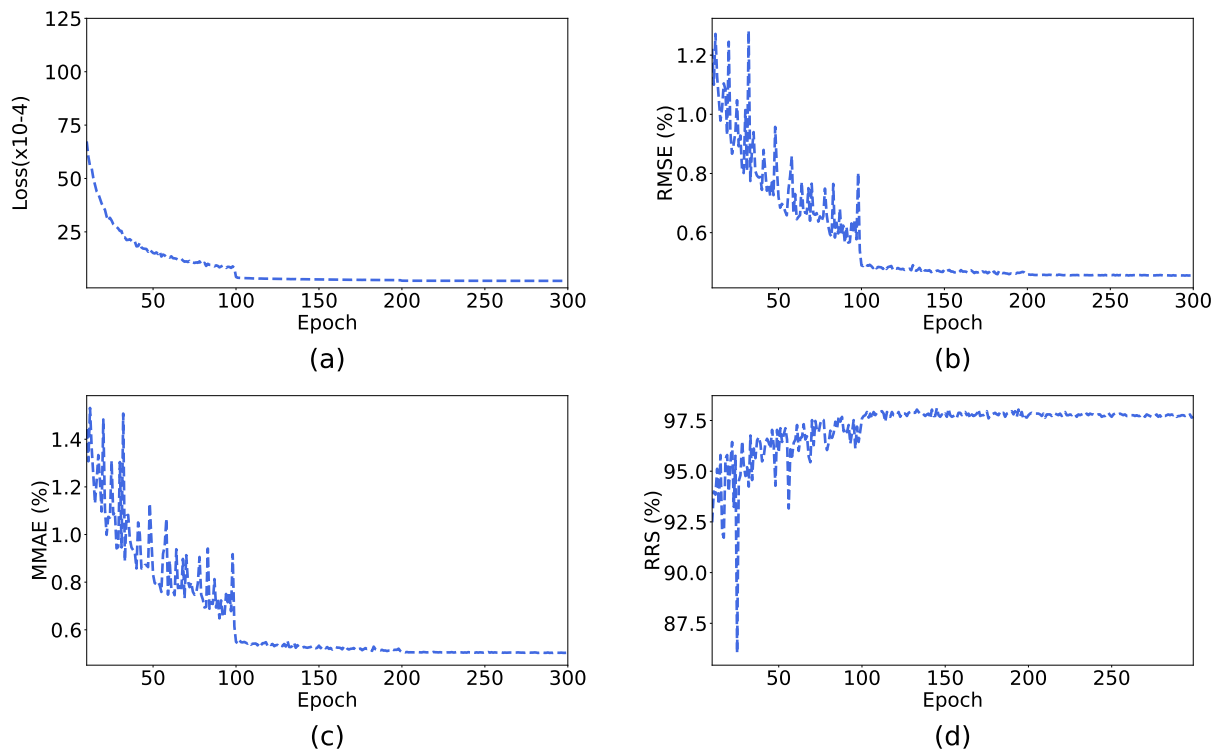 125
100
75
50
25
Loss(x10-4)
50 100 150 200 250 300
Epoch
(a)
1.2
1.0
0.8
0.6
RMSE (%)
50 100 150 200 250 300
Epoch
(b)
1.4
1.2
1.0
0.8
0.6
MMAE (%)
50 100 150 200 250 300
Epoch
(c)
97.5
95.0
92.5
90.0
87.5
RRS (%)
50 100 150 200 250
Epoch
(d)